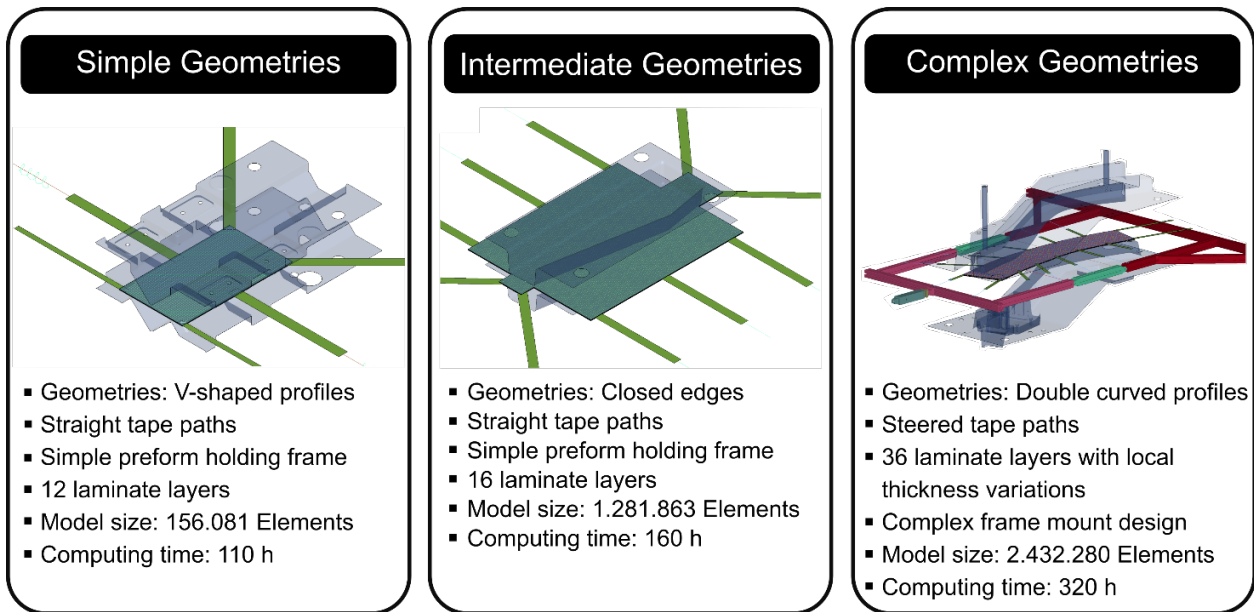 Simple Geometries
▪ Geometries: V-shaped profiles
▪ Straight tape paths
▪ Simple preform holding frame
▪ 12 laminate layers
▪ Model size: 156.081 Elements
▪ Computing time: 110 h
Intermediate Geometries
▪ Geometries: Closed edges
▪ Straight tape paths
▪ Simple preform holding frame
▪ 16 laminate layers
▪ Model size: 1.281.863 Elements
▪ Computing time: 160 h
Complex Geometries
▪ Geometries: Double curved profiles
▪ Steered tape paths
▪ 36 laminate layers with local
thickness variations
▪ Complex frame mount design
▪ Model size: 2.432.280 Elements
▪ Computing time: 320 h